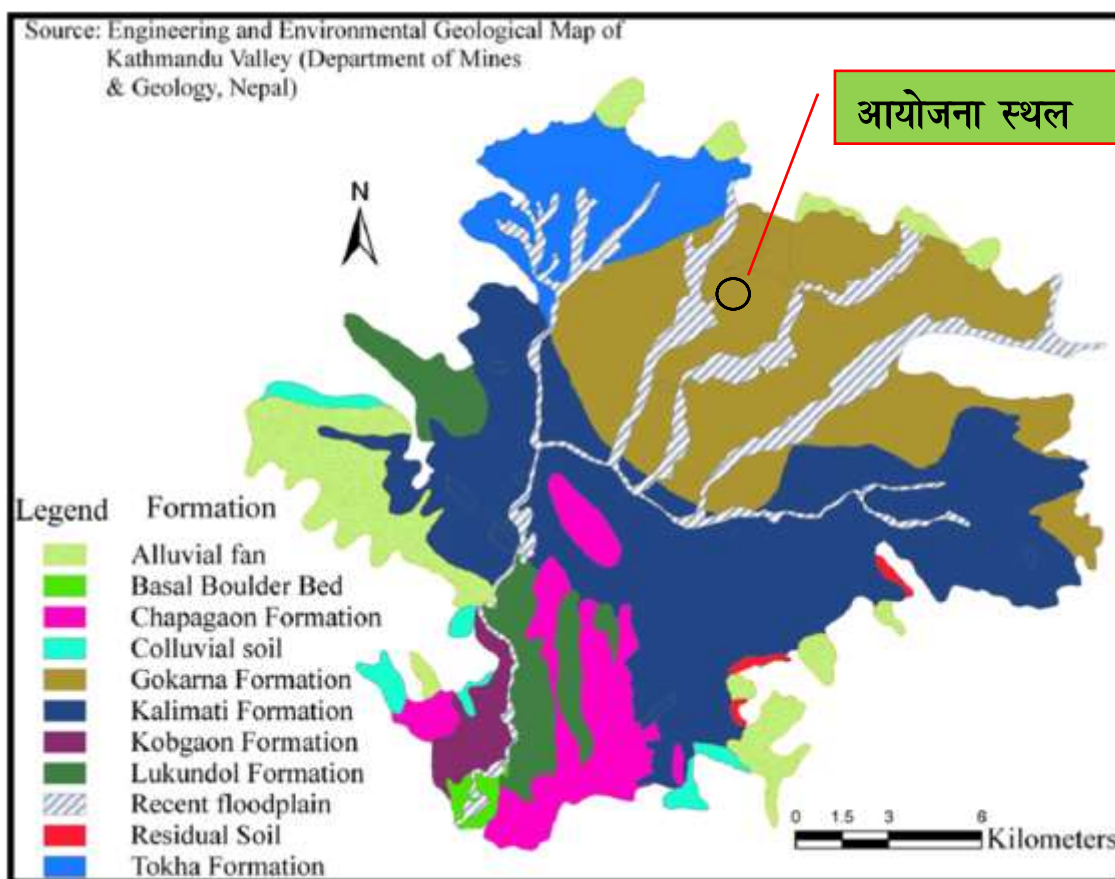 Source: Engineering and Environmental Geological Map of
Kathmandu Valley (Department of Mines
& Geology, Nepal)
आयोजना स्थल
N
Legend Formation
Alluvial fan
Basal Boulder Bed
Chapagaon Formation
Colluvial soil
Gokarna Formation
Kalimati Formation
Kobgaon Formation
Lukundol Formation
Recent floodplain
Residual Soil
Tokha Formation
0 1.5 3 6
Kilometers